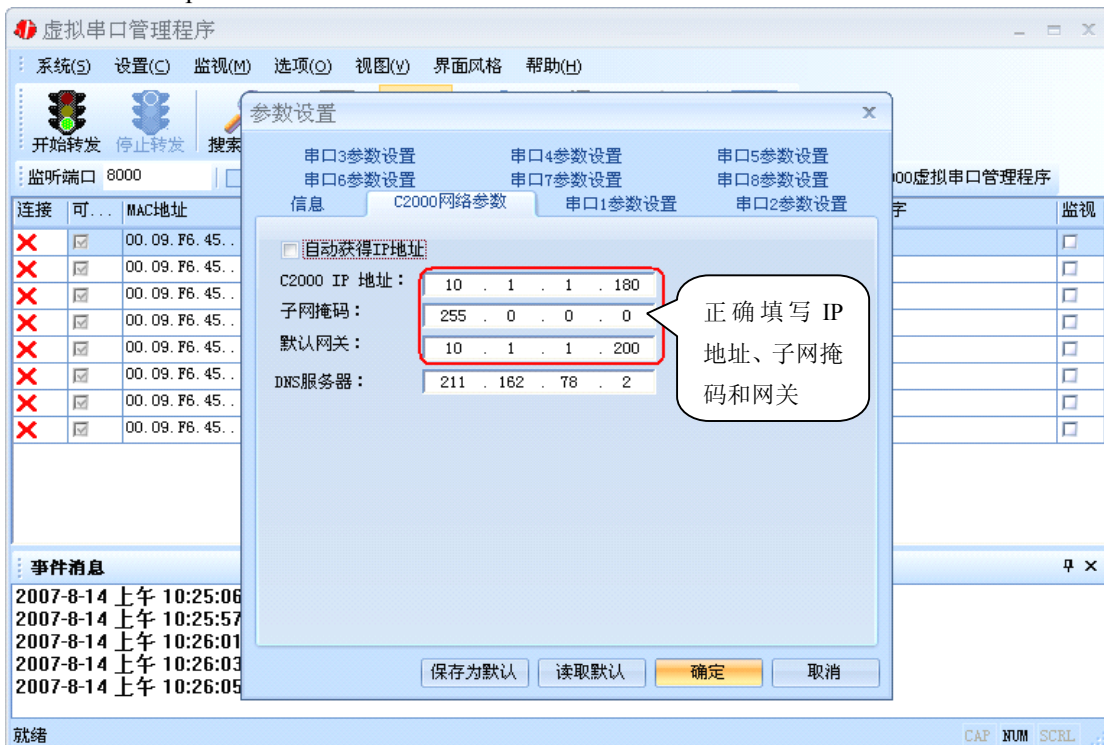 虚拟串口管理程序
系统(S) 设置(C) 监视(M) 选项(O) 视图(V) 界面风格 帮助(H)
开始转发 停止转发 搜索
监听端口 8000
00虚拟串口管理程序
连接 可... MAC地址 字 监视
00.09.F6.45..
00.09.F6.45..
00.09.F6.45..
00.09.F6.45..
00.09.F6.45..
00.09.F6.45..
00.09.F6.45..
00.09.F6.45..
参数设置
串口3参数设置 串口4参数设置 串口5参数设置
串口6参数设置 串口7参数设置 串口8参数设置
信息 C2000网络参数 串口1参数设置 串口2参数设置
自动获得IP地址
C2000 IP 地址： 10 . 1 . 1 . 180
子网掩码： 255 . 0 . 0 . 0
默认网关： 10 . 1 . 1 . 200
DNS服务器： 211 . 162 . 78 . 2
正确填写 IP
地址、子网掩
码和网关
保存为默认 读取默认 确定 取消
事件消息
2007-8-14 上午 10:25:06
2007-8-14 上午 10:25:57
2007-8-14 上午 10:26:01
2007-8-14 上午 10:26:03
2007-8-14 上午 10:26:05
就绪 CAP NUM SCRL